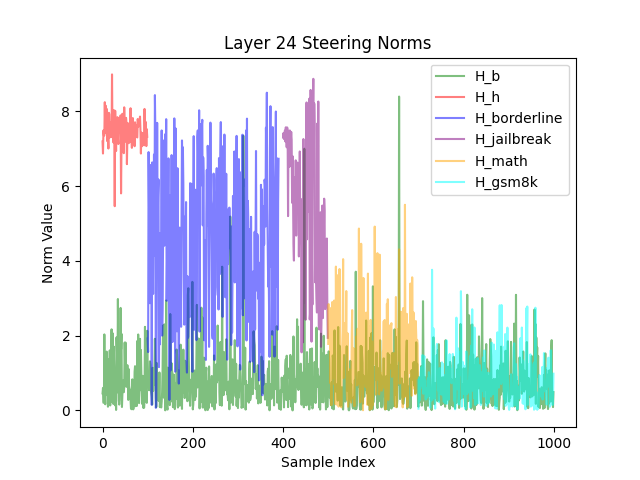 Layer 24 Steering Norms
H_b
H_h
H_borderline
H_jailbreak
H_math
H_gsm8k
8
6
4
2
0
Norm Value
0 200 400 600 800 1000
Sample Index